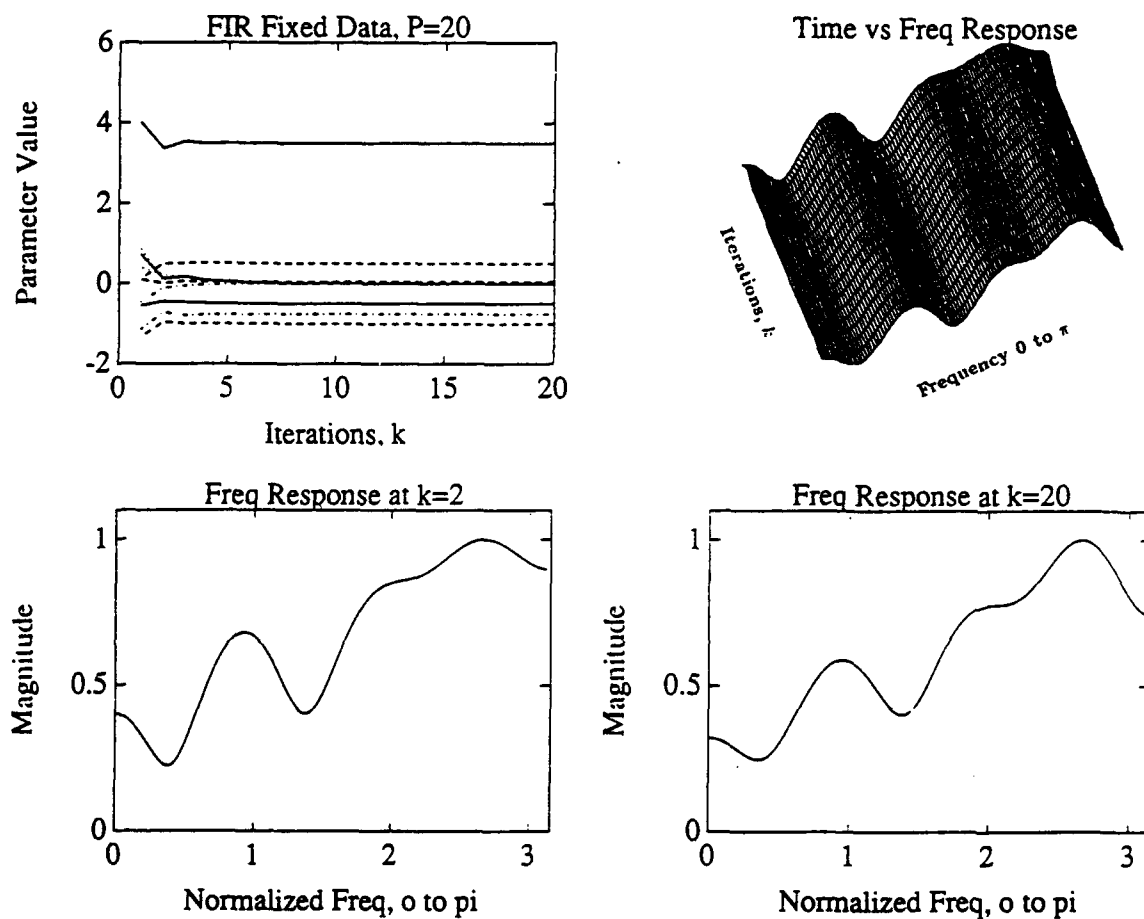 FIR Fixed Data, P=20
Parameter Value
6
4
2
0
-2
0
5
10
15
20
Iterations, k
Time vs Freq Response
Iterations, k
Frequency 0 to π
Freq Response at k=2
Magnitude
1
0.5
0
0
1
2
3
Normalized Freq, o to pi
Freq Response at k=20
Magnitude
1
0.5
0
0
1
2
3
Normalized Freq, o to pi